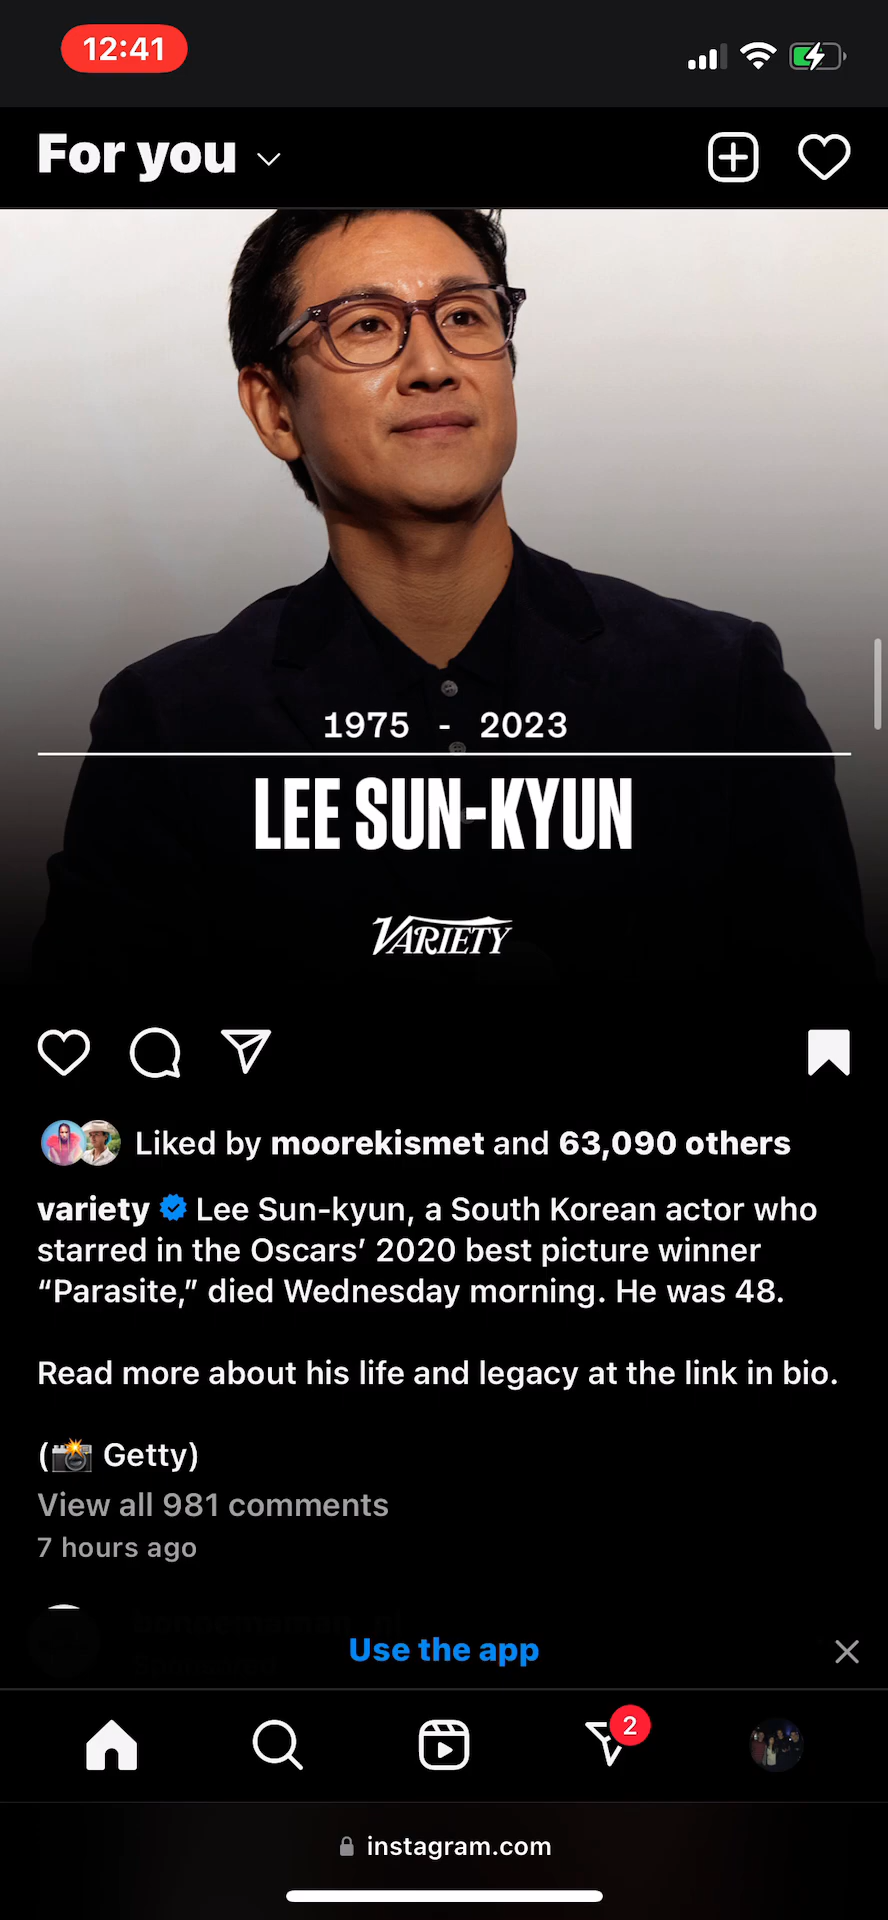 12:41
For you
1975 - 2023
LEE SUN-KYUN
VARIETY
Liked by moorekismet and 63,090 others
variety Lee Sun-kyun, a South Korean actor who
starred in the Oscars’ 2020 best picture winner
“Parasite,” died Wednesday morning. He was 48.
Read more about his life and legacy at the link in bio.
(📸 Getty)
View all 981 comments
7 hours ago
Use the app
2
instagram.com